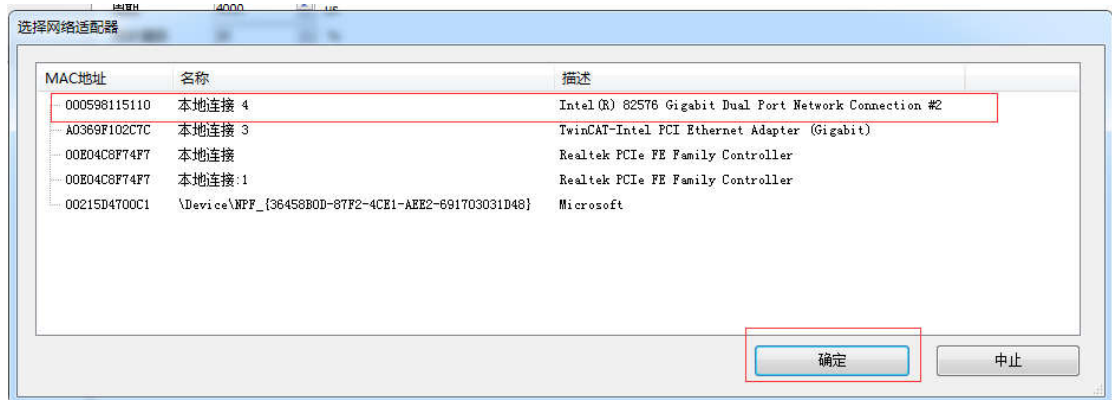 4000 us
选择网络适配器
MAC地址 名称 描述
000598115110 本地连接 4 Intel(R) 82576 Gigabit Dual Port Network Connection #2
A0369F102C7C 本地连接 3 TwinCAT-Intel PCI Ethernet Adapter (Gigabit)
00E04C8F74F7 本地连接 Realtek PCIe FE Family Controller
00E04C8F74F7 本地连接:1 Realtek PCIe FE Family Controller
00215D4700C1 \Device\NPF_{36458B0D-87F2-4CE1-AEE2-691703031D48} Microsoft
确定 中止